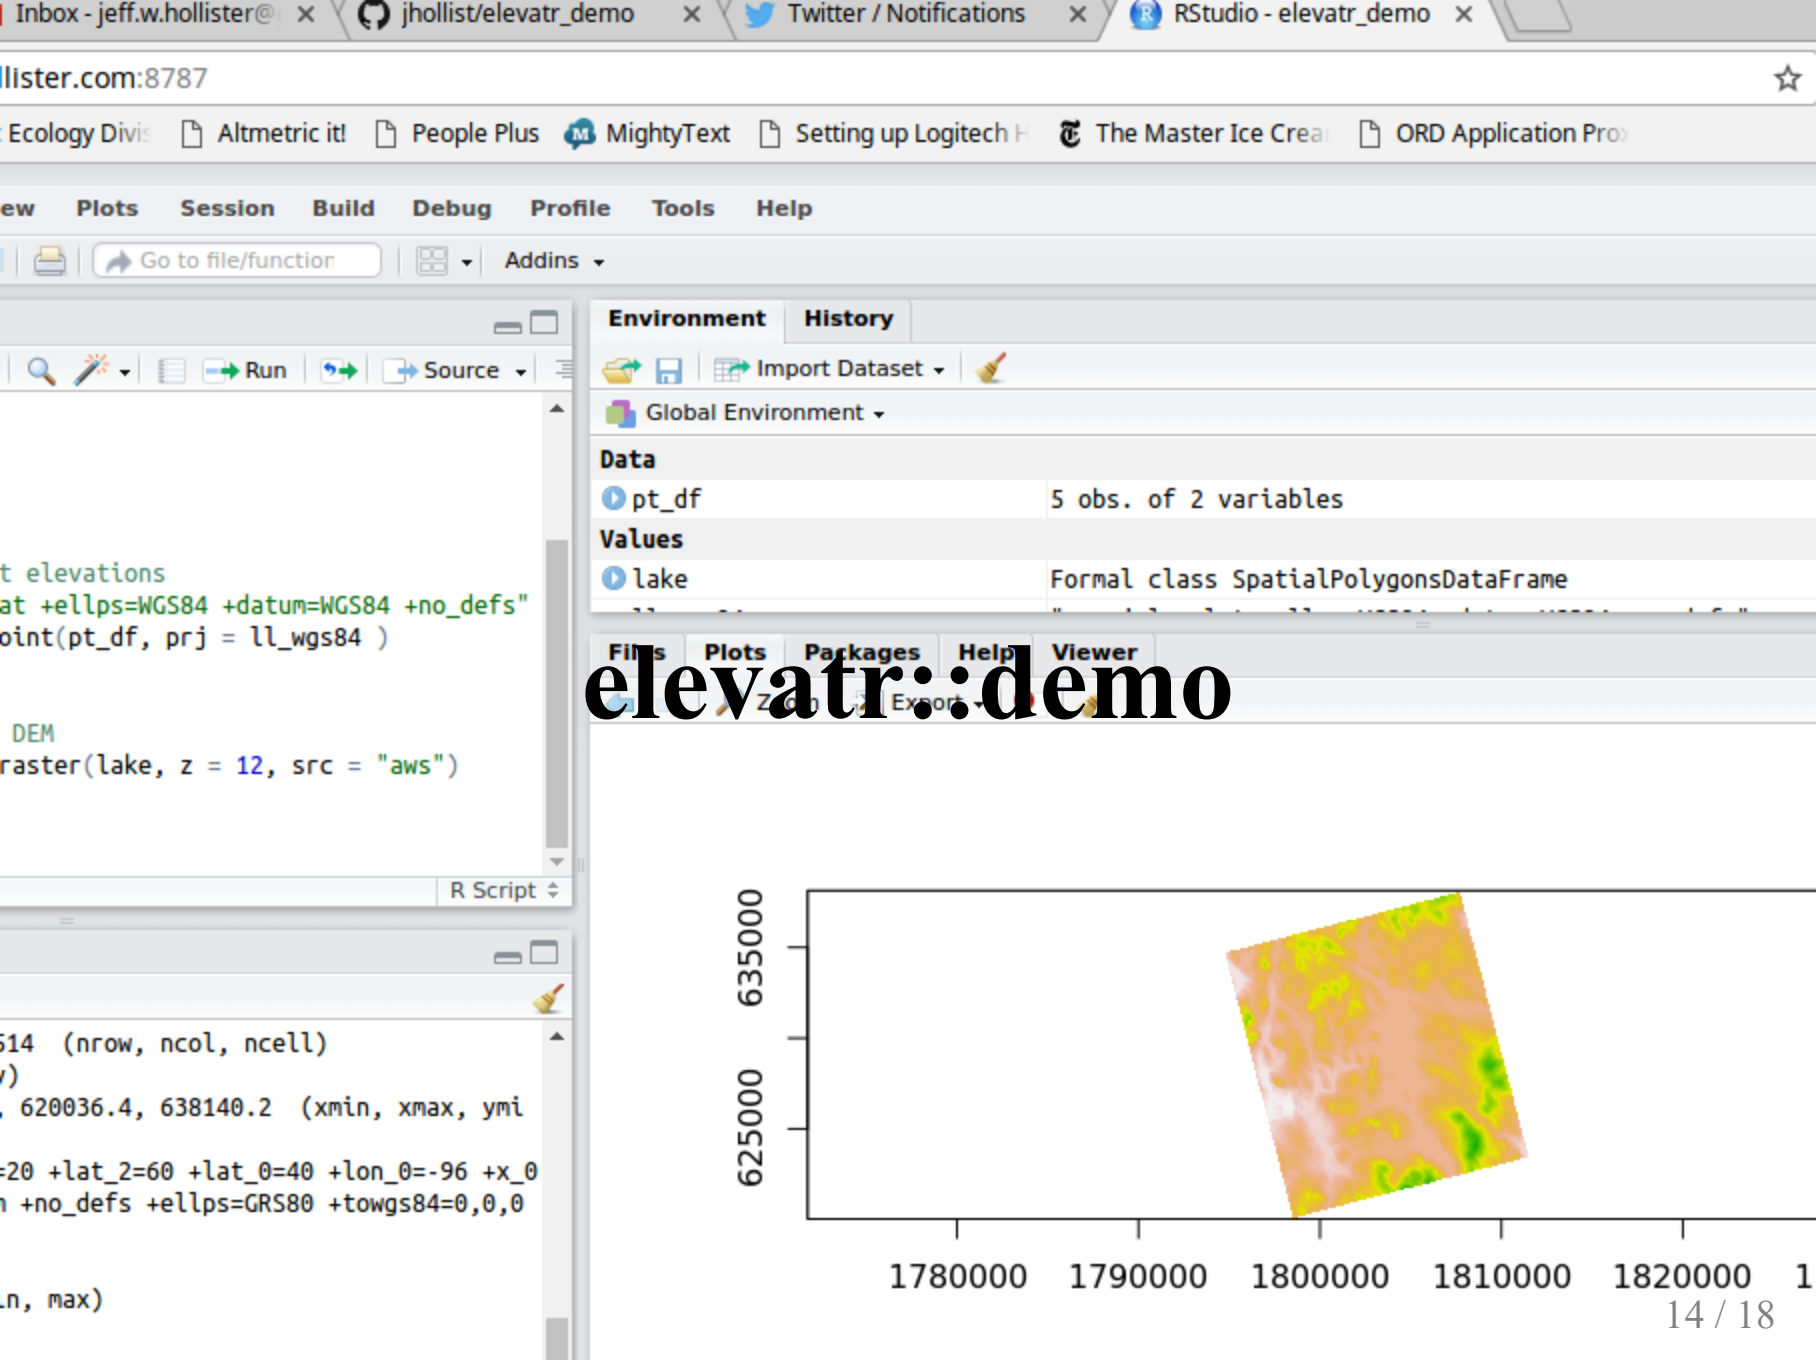 Inbox - jeff.w.hollister@
jhollist/elevatr_demo
Twitter / Notifications
RStudio - elevatr_demo
llister.com:8787
Ecology Divis
Altmetric it!
People Plus
MightyText
Setting up Logitech H
The Master Ice Crea
ORD Application Prox
ew Plots Session Build Debug Profile Tools Help
Go to file/function
Addins
Run
Source
t elevations
at +ellps=WGS84 +datum=WGS84 +no_defs"
oint(pt_df, prj = ll_wgs84 )
DEM
raster(lake, z = 12, src = "aws")
R Script
514 (nrow, ncol, ncell)
y)
, 620036.4, 638140.2 (xmin, xmax, ymi
=20 +lat_2=60 +lat_0=40 +lon_0=-96 +x_0
+no_defs +ellps=GRS80 +towgs84=0,0,0
in, max)
Environment History
Import Dataset
Global Environment
Data
pt_df 5 obs. of 2 variables
Values
lake Formal class SpatialPolygonsDataFrame
Files Plots Packages Help Viewer
Zoom Export
elevatr::demo
635000
625000
1780000 1790000 1800000 1810000 1820000 1
14 / 18